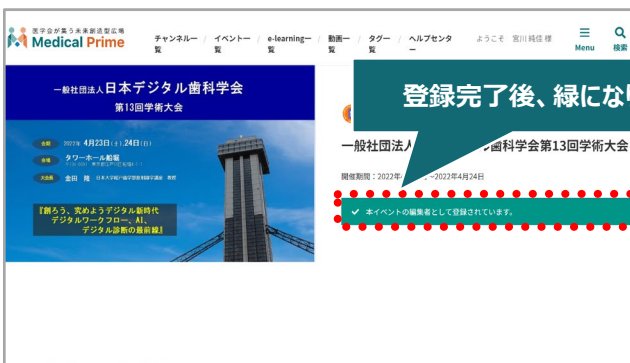 医学会が集う未来創造型広場
Medical Prime
チャンネル一覧 / イベント一覧 / e-learning一覧 / 動画一覧 / タグ一覧 / ヘルプセンター
ようこそ 宮川 純佳 様
Menu
検索
一般社団法人日本デジタル歯科学会
第13回学術大会
会期 2022年 4月23日(土),24日(日)
会場 タワーホール船堀
大会長 金田 隆
『創ろう、究めようデジタル新時代
デジタルワークフロー、AI、
デジタル診断の最前線』
登録完了後、緑にな
一般社団法人
歯科学会第13回学術大会
開催期間:2022年
~2022年4月24日
✓ 本イベントの編集者として登録されています。